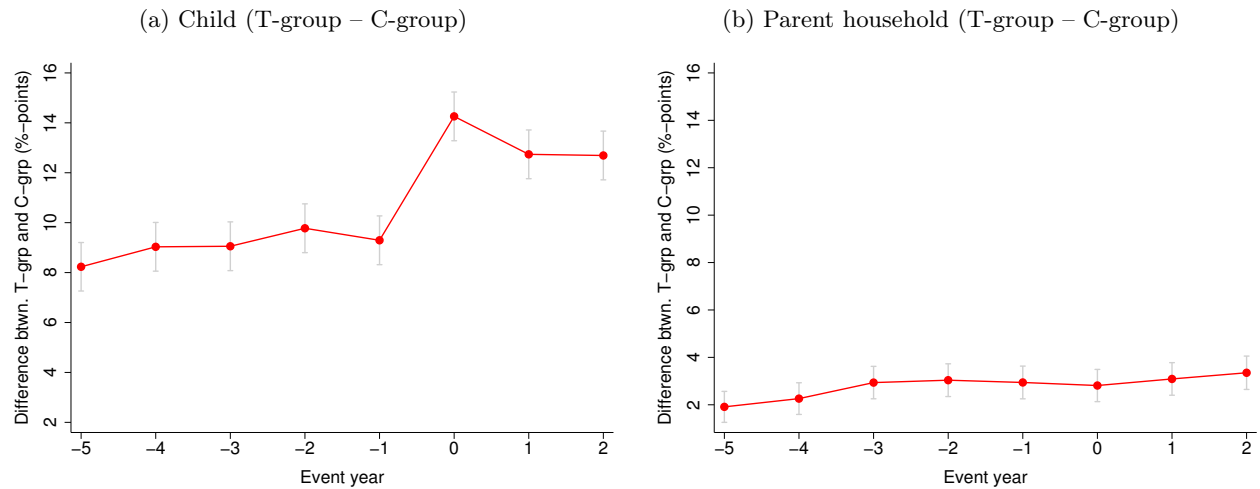 (a) Child (T-group – C-group)
Difference btwn. T-grp and C-grp (%-points)
16
14
12
10
8
6
4
2
−5 −4 −3 −2 −1 0 1 2
Event year
(b) Parent household (T-group – C-group)
Difference btwn. T-grp and C-grp (%-points)
16
14
12
10
8
6
4
2
−5 −4 −3 −2 −1 0 1 2
Event year